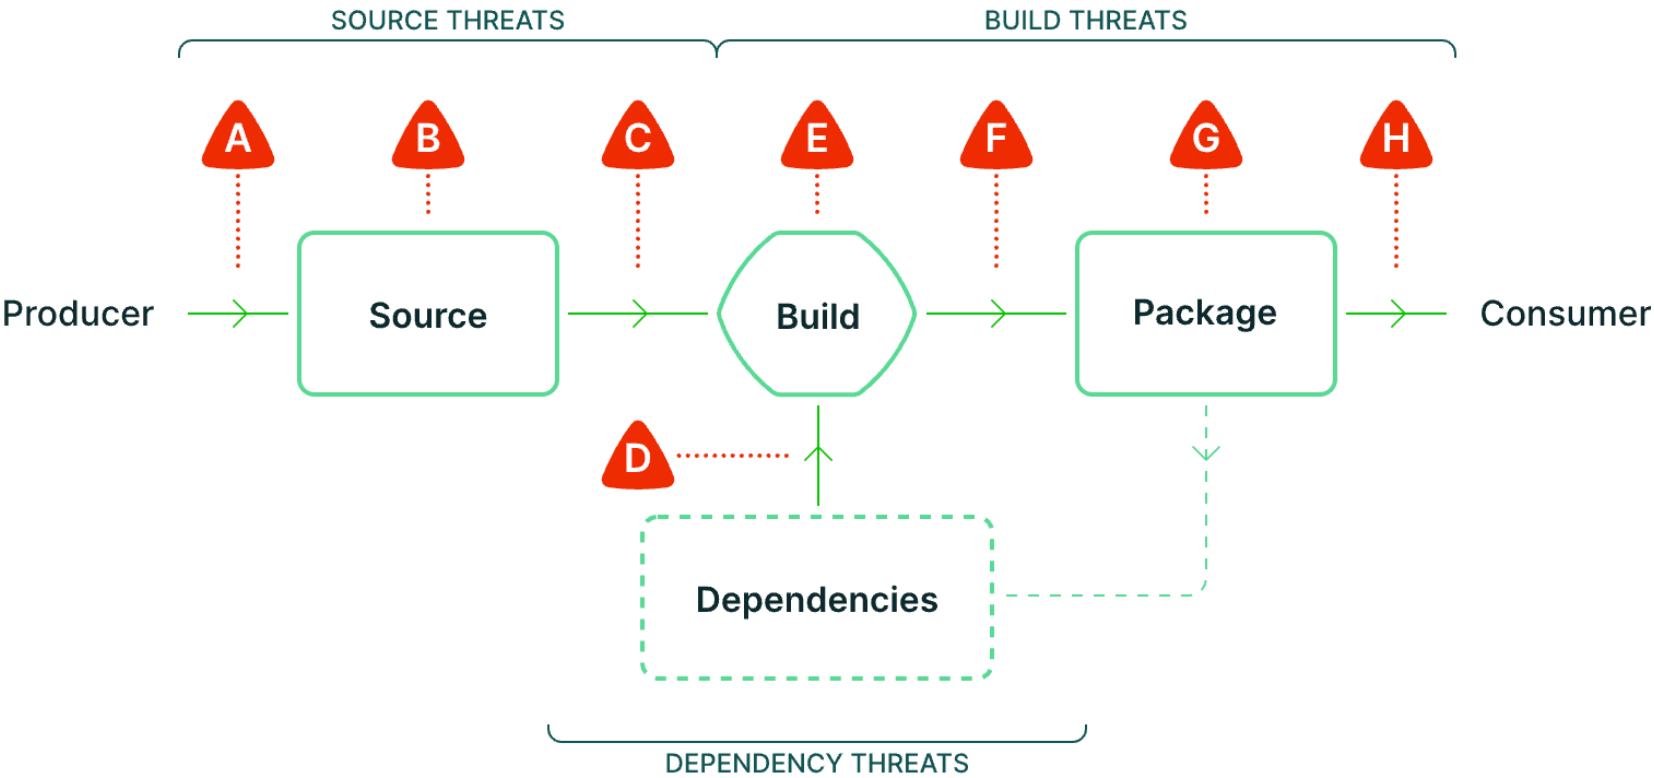 SOURCE THREATS
BUILD THREATS
A
B
C
E
F
G
H
Producer
Source
Build
Package
Consumer
D
Dependencies
DEPENDENCY THREATS